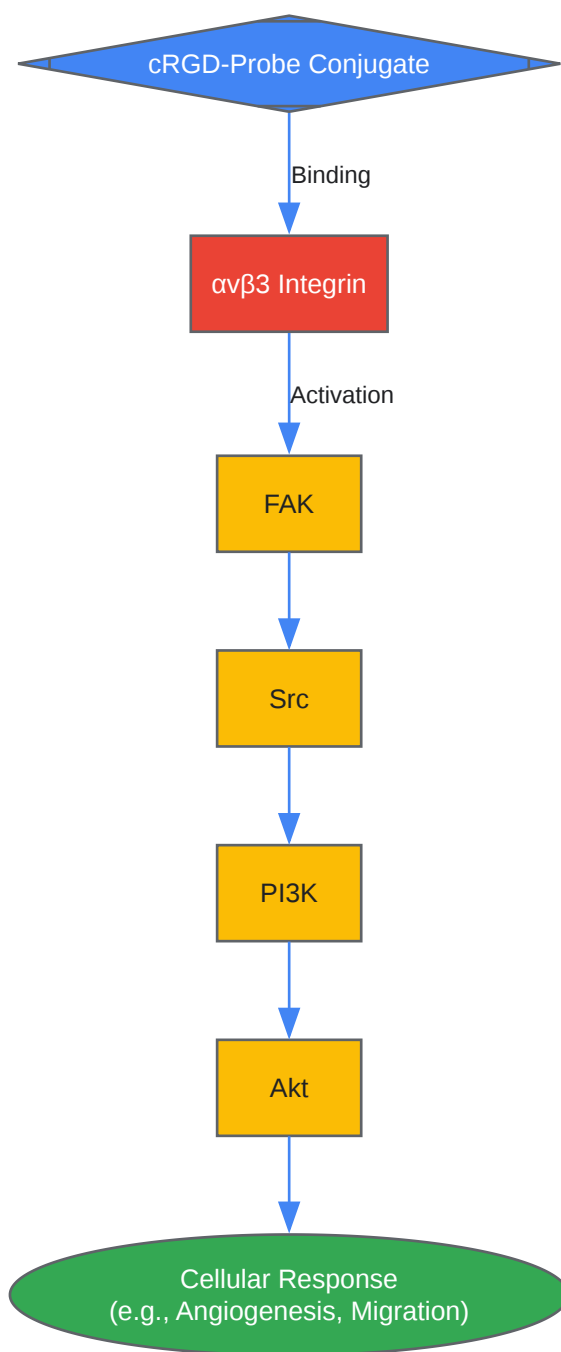 cRGD-Probe Conjugate
Binding
αvβ3 Integrin
Activation
FAK
Src
PI3K
Akt
Cellular Response
(e.g., Angiogenesis, Migration)